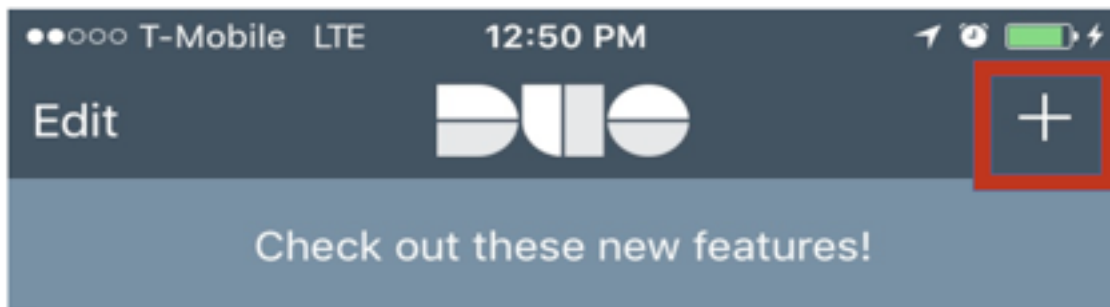 T-Mobile LTE 12:50 PM
Edit DUO +
Check out these new features!